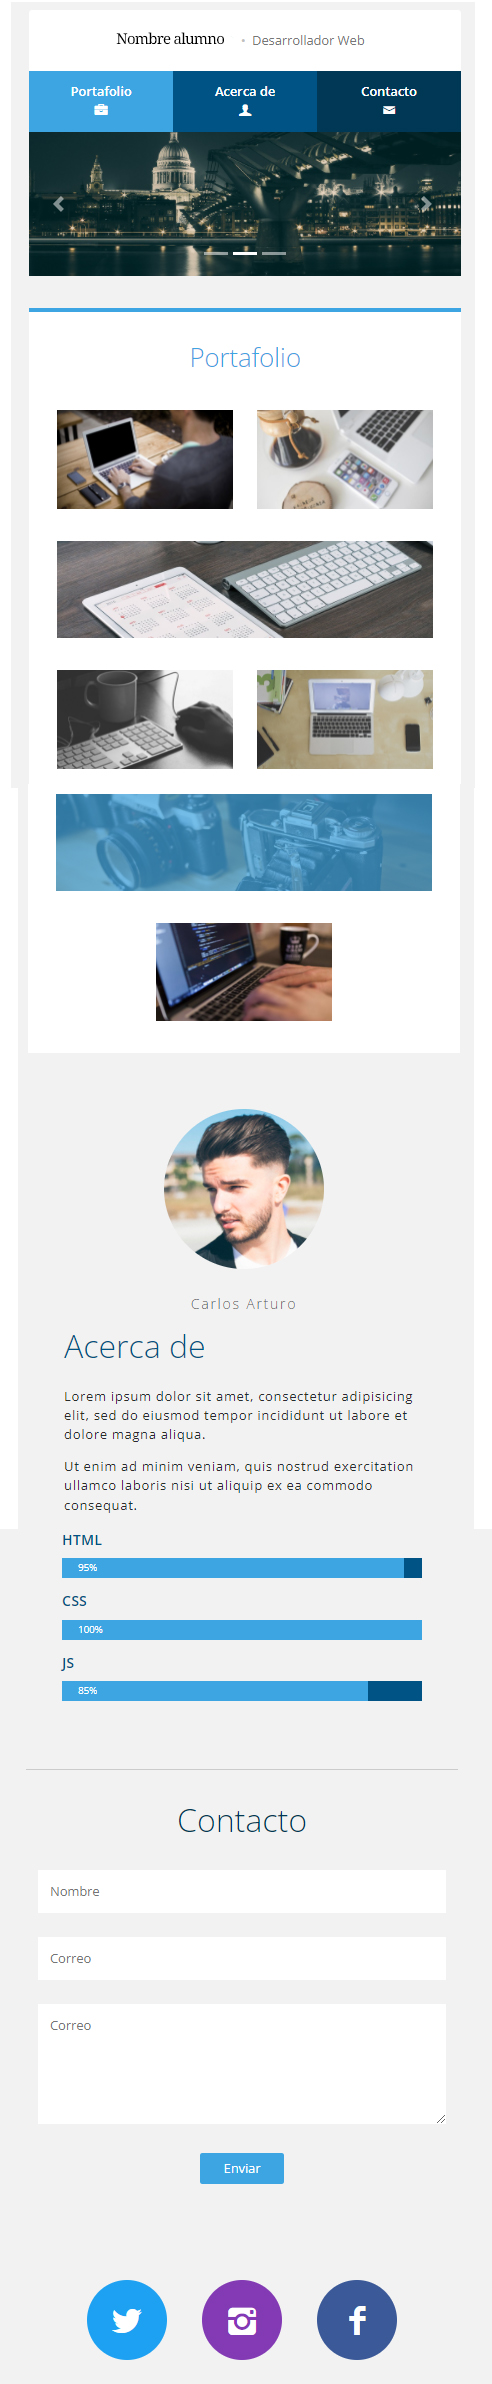 Nombre alumno • Desarrollador Web
Portafolio
Acerca de
Contacto
Portafolio
Carlos Arturo
Acerca de
Lorem ipsum dolor sit amet, consectetur adipisicing
elit, sed do eiusmod tempor incididunt ut labore et
dolore magna aliqua.
Ut enim ad minim veniam, quis nostrud exercitation
ullamco laboris nisi ut aliquip ex ea commodo
consequat.
HTML
95%
CSS
100%
JS
85%
Contacto
Nombre
Correo
Correo
Enviar